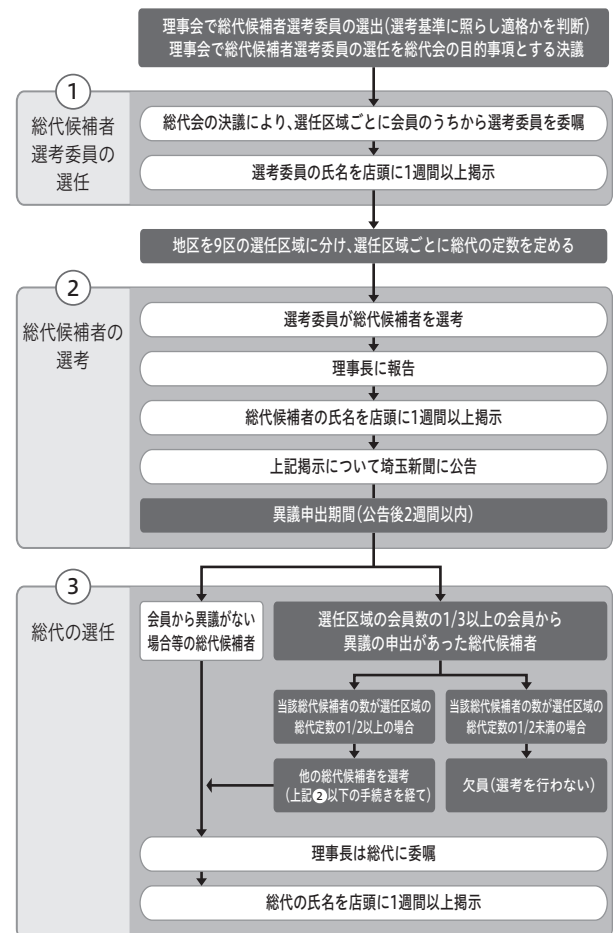 理事会で総代候補者選考委員の選出(選考基準に照らし適格かを判断)
理事会で総代候補者選考委員の選任を総代会の目的事項とする決議
1
総代候補者
選考委員の
選任
総代会の決議により、選任区域ごとに会員のうちから選考委員を委嘱
選考委員の氏名を店頭に1週間以上掲示
地区を9区の選任区域に分け、選任区域ごとに総代の定数を定める
2
総代候補者の
選考
選考委員が総代候補者を選考
理事長に報告
総代候補者の氏名を店頭に1週間以上掲示
上記掲示について埼玉新聞に公告
異議申出期間(公告後2週間以内)
3
総代の選任
会員から異議がない
場合等の総代候補者
選任区域の会員数の1/3以上の会員から
異議の申出があった総代候補者
当該総代候補者の数が選任区域の
総代定数の1/2以上の場合
当該総代候補者の数が選任区域の
総代定数の1/2未満の場合
他の総代候補者を選考
(上記❷以下の手続きを経て)
欠員(選考を行わない)
理事長は総代に委嘱
総代の氏名を店頭に1週間以上掲示